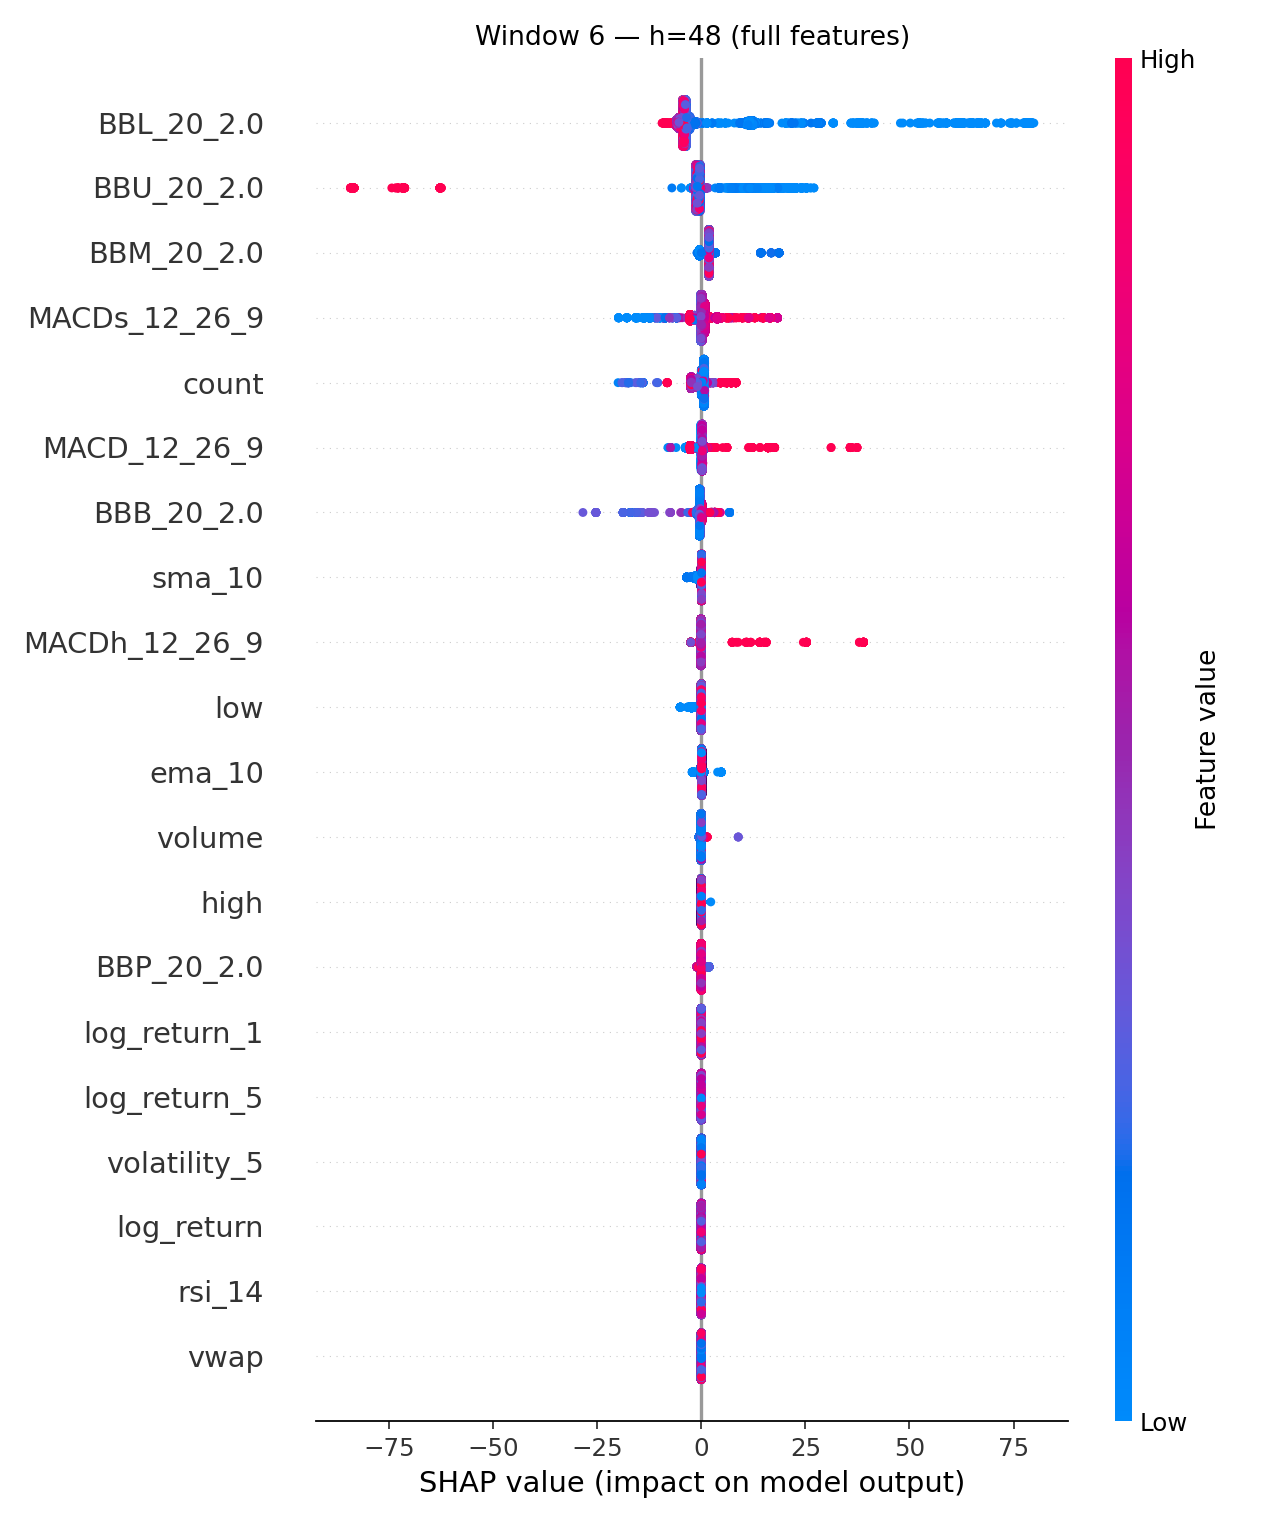 Window 6 — h=48 (full features)
High
BBL_20_2.0
BBU_20_2.0
BBM_20_2.0
MACDs_12_26_9
count
MACD_12_26_9
BBB_20_2.0
sma_10
MACDh_12_26_9
low
ema_10
volume
high
BBP_20_2.0
log_return_1
log_return_5
volatility_5
log_return
rsi_14
vwap
Feature value
Low
−75 −50 −25 0 25 50 75
SHAP value (impact on model output)